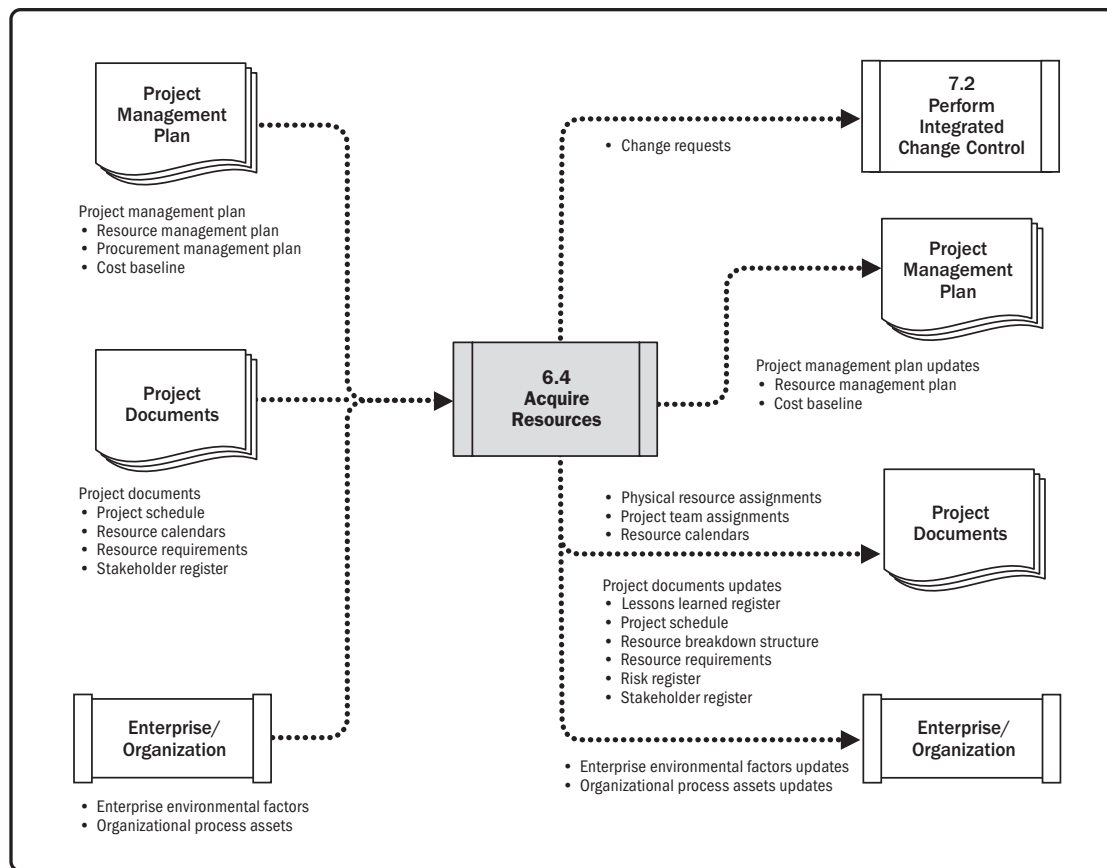 Project
Management
Plan
Project management plan
• Resource management plan
• Procurement management plan
• Cost baseline
Project
Documents
Project documents
• Project schedule
• Resource calendars
• Resource requirements
• Stakeholder register
Enterprise/
Organization
• Enterprise environmental factors
• Organizational process assets
6.4
Acquire
Resources
• Change requests
7.2
Perform
Integrated
Change Control
Project
Management
Plan
Project management plan updates
• Resource management plan
• Cost baseline
• Physical resource assignments
• Project team assignments
• Resource calendars
Project
Documents
Project documents updates
• Lessons learned register
• Project schedule
• Resource breakdown structure
• Resource requirements
• Risk register
• Stakeholder register
Enterprise/
Organization
• Enterprise environmental factors updates
• Organizational process assets updates